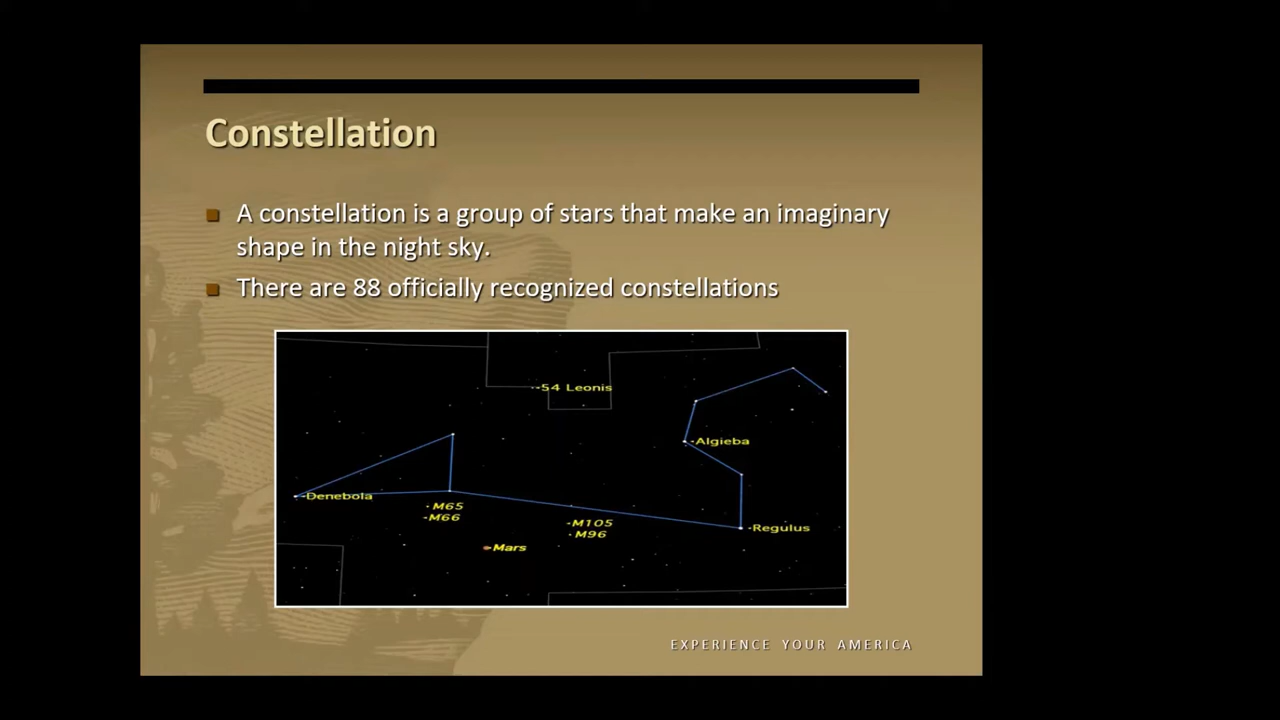 Constellation
A constellation is a group of stars that make an imaginary
shape in the night sky.
There are 88 officially recognized constellations
54 Leonis
Algieba
Denebola
M65
M66
M105
M96
Regulus
Mars
EXPERIENCE YOUR AMERICA